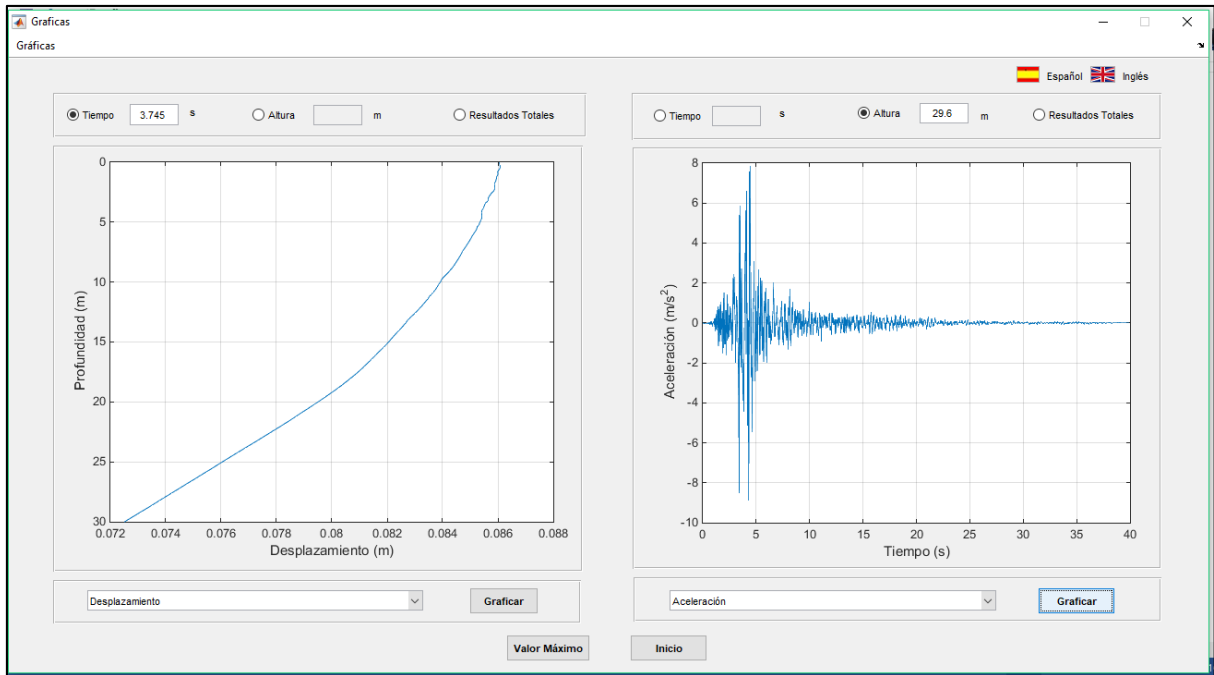 Graficas
Gráficas
Español Inglés
Tiempo 3.745 s Altura m Resultados Totales
Tiempo s Altura 29.6 m Resultados Totales
0
5
10
15
20
25
30
Profundidad (m)
0.072 0.074 0.076 0.078 0.08 0.082 0.084 0.086 0.088
Desplazamiento (m)
8
6
4
2
0
-2
-4
-6
-8
-10
Aceleración (m/s²)
0 5 10 15 20 25 30 35 40
Tiempo (s)
Desplazamiento Graficar
Aceleración Graficar
Valor Máximo Inicio